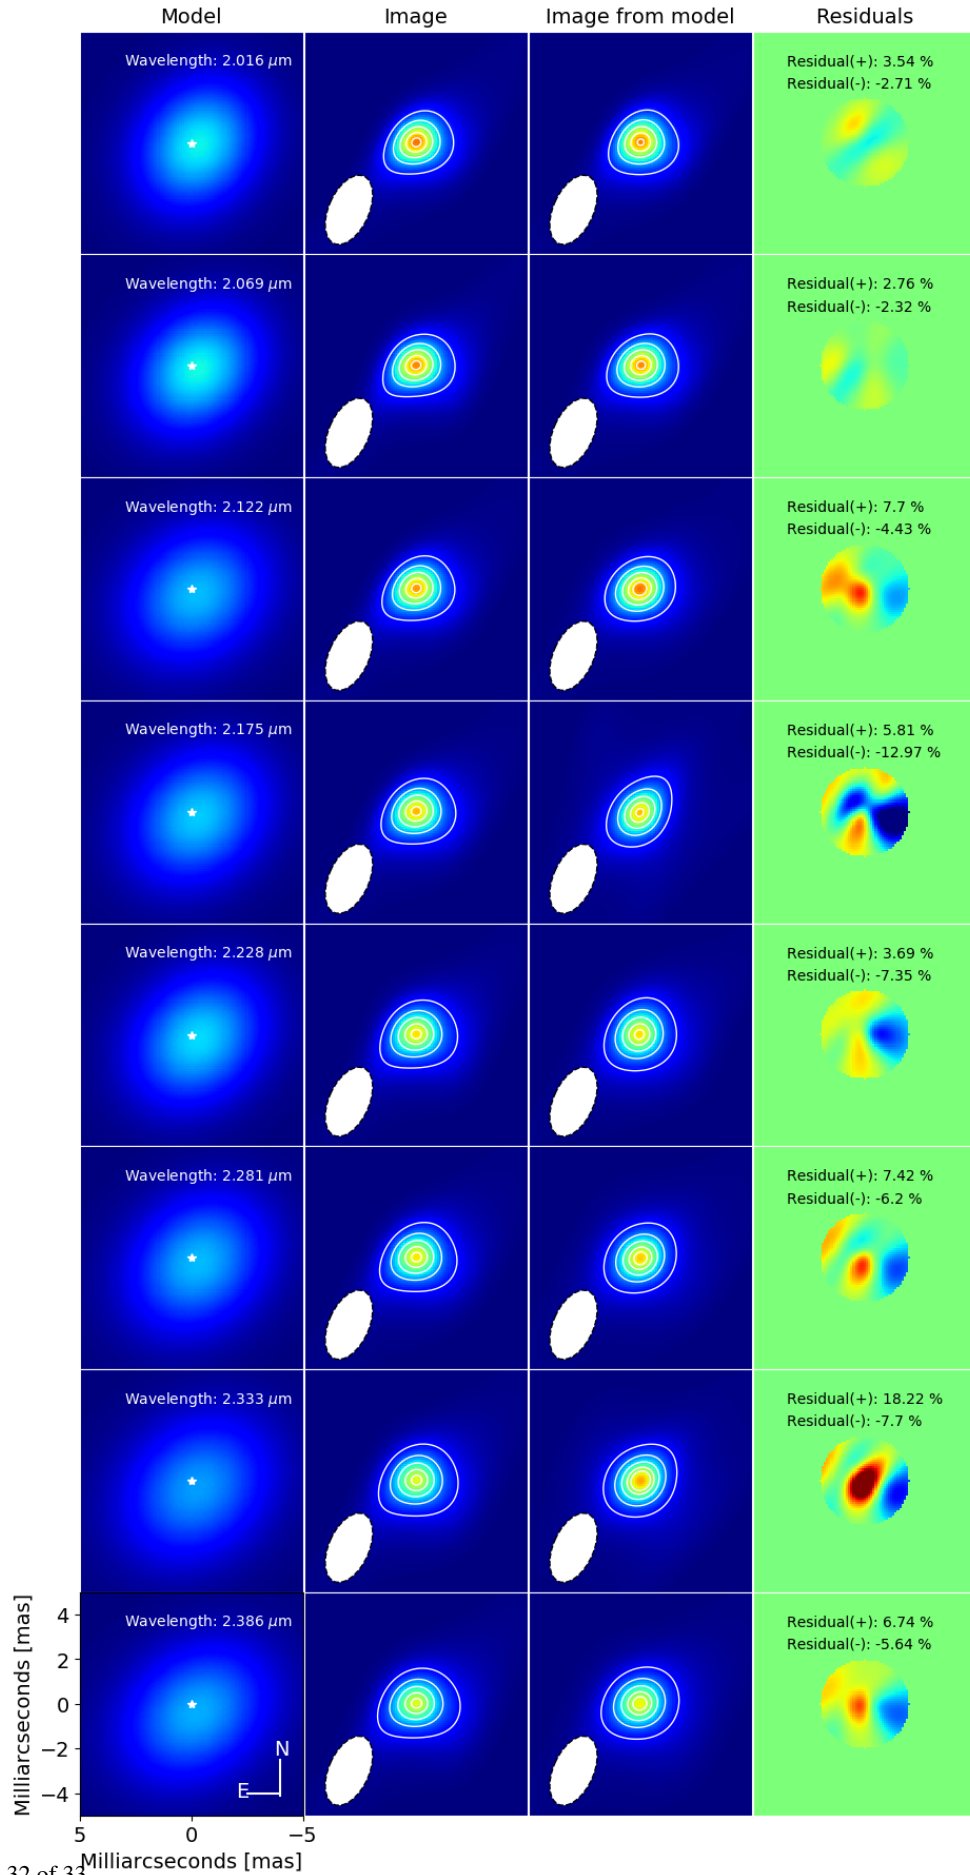 Model Image Image from model Residuals
Wavelength: 2.016 μm
Residual(+): 3.54 %
Residual(-): -2.71 %
Wavelength: 2.069 μm
Residual(+): 2.76 %
Residual(-): -2.32 %
Wavelength: 2.122 μm
Residual(+): 7.7 %
Residual(-): -4.43 %
Wavelength: 2.175 μm
Residual(+): 5.81 %
Residual(-): -12.97 %
Wavelength: 2.228 μm
Residual(+): 3.69 %
Residual(-): -7.35 %
Wavelength: 2.281 μm
Residual(+): 7.42 %
Residual(-): -6.2 %
Wavelength: 2.333 μm
Residual(+): 18.22 %
Residual(-): -7.7 %
Wavelength: 2.386 μm
Residual(+): 6.74 %
Residual(-): -5.64 %
Milliarcseconds [mas]
4
2
0
−2
−4
N
E
5 0 −5
Milliarcseconds [mas]
32 of 33